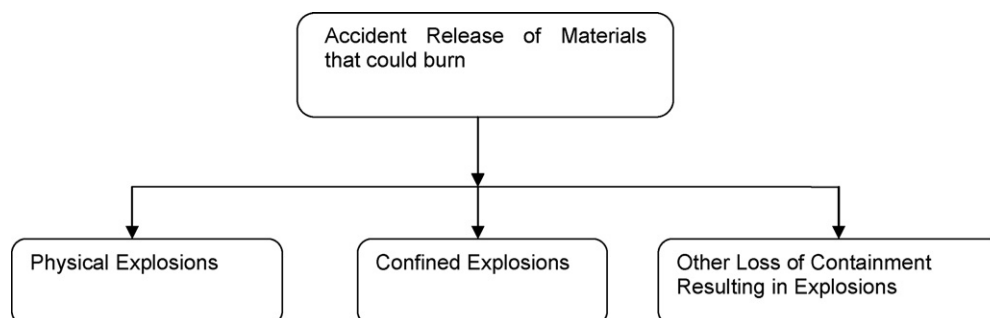 Accident Release of Materials
that could burn
Physical Explosions
Confined Explosions
Other Loss of Containment
Resulting in Explosions